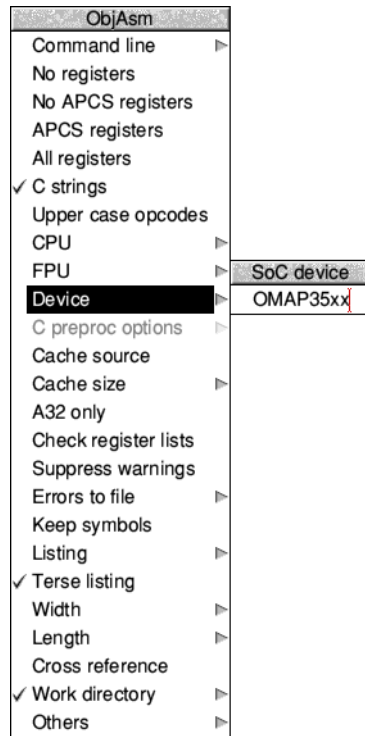 ObjAsm
Command line
No registers
No APCS registers
APCS registers
All registers
C strings
Upper case opcodes
CPU
FPU
Device
C preproc options
Cache source
Cache size
A32 only
Check register lists
Suppress warnings
Errors to file
Keep symbols
Listing
Terse listing
Width
Length
Cross reference
Work directory
Others
SoC device
OMAP35xx